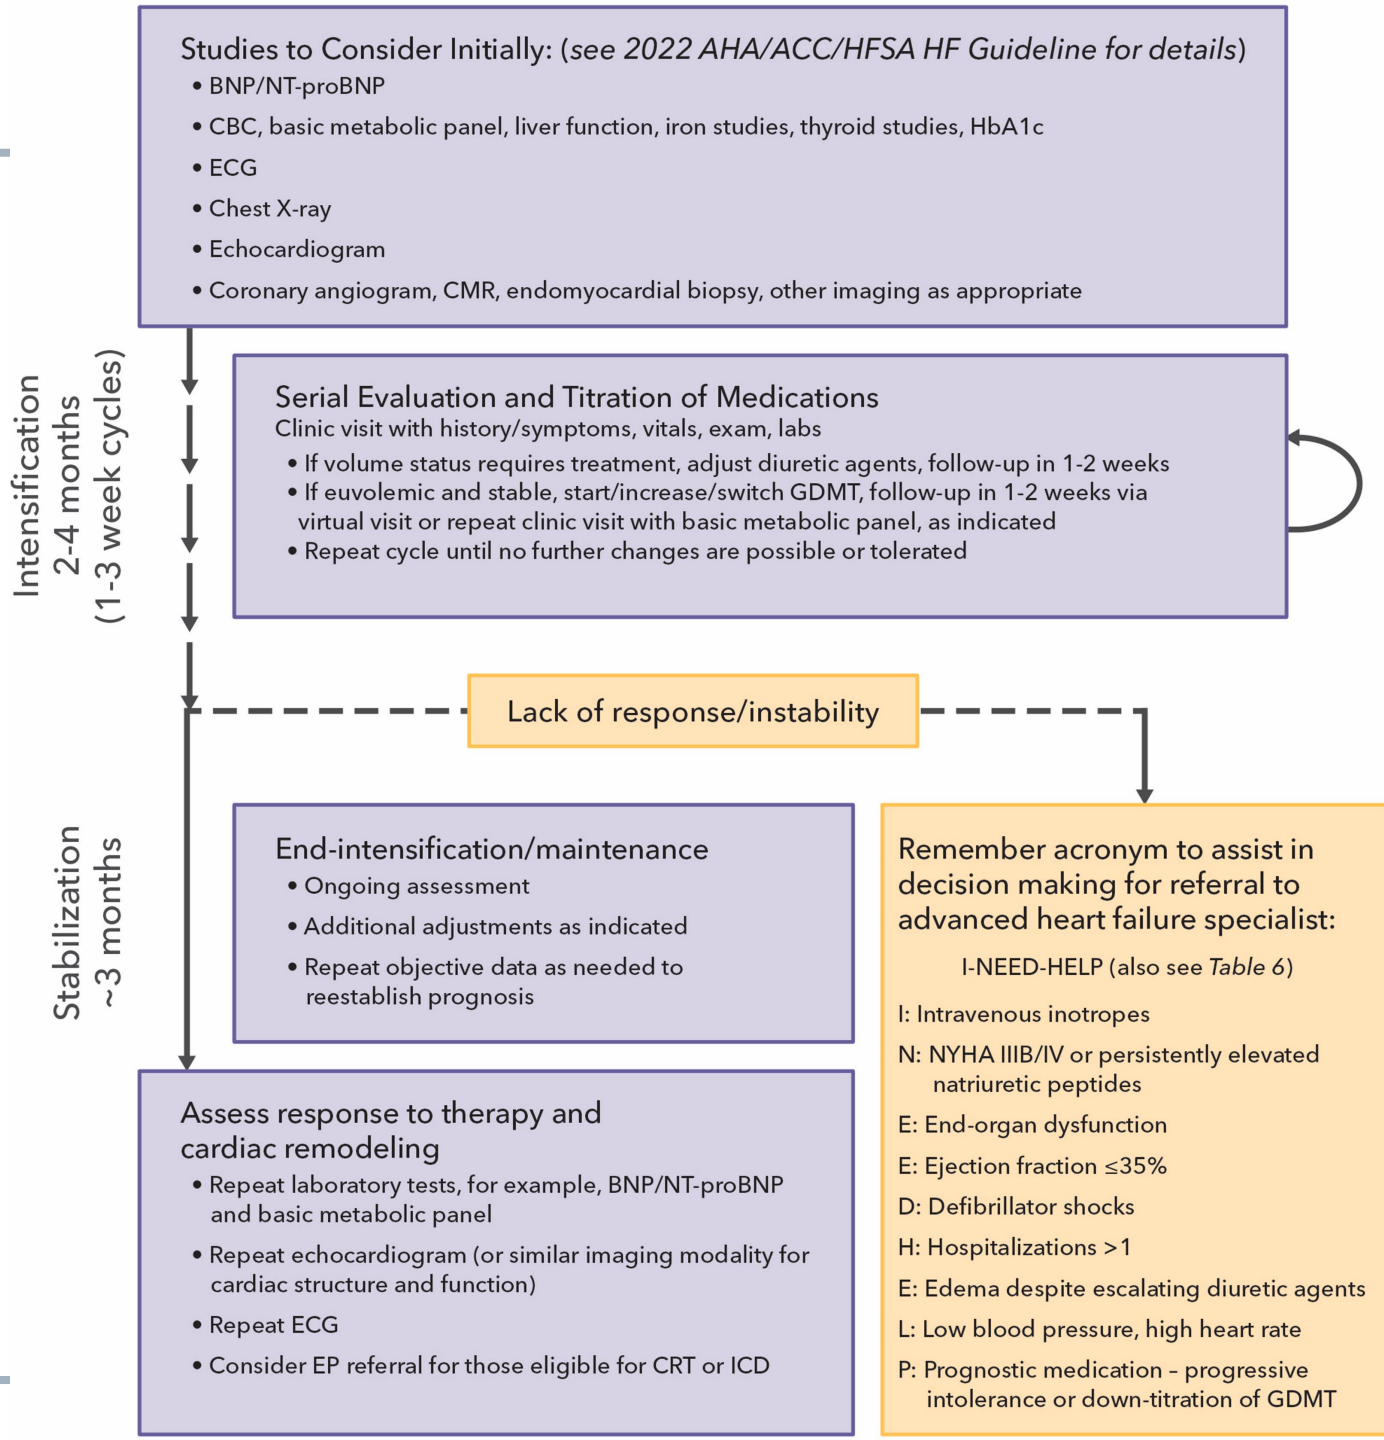 Studies to Consider Initially: (see 2022 AHA/ACC/HFSA HF Guideline for details)
• BNP/NT-proBNP
• CBC, basic metabolic panel, liver function, iron studies, thyroid studies, HbA1c
• ECG
• Chest X-ray
• Echocardiogram
• Coronary angiogram, CMR, endomyocardial biopsy, other imaging as appropriate
Intensification
2-4 months
(1-3 week cycles)
Serial Evaluation and Titration of Medications
Clinic visit with history/symptoms, vitals, exam, labs
• If volume status requires treatment, adjust diuretic agents, follow-up in 1-2 weeks
• If euvolemic and stable, start/increase/switch GDMT, follow-up in 1-2 weeks via
virtual visit or repeat clinic visit with basic metabolic panel, as indicated
• Repeat cycle until no further changes are possible or tolerated
Lack of response/instability
Stabilization
~3 months
End-intensification/maintenance
• Ongoing assessment
• Additional adjustments as indicated
• Repeat objective data as needed to
reestablish prognosis
Assess response to therapy and
cardiac remodeling
• Repeat laboratory tests, for example, BNP/NT-proBNP
and basic metabolic panel
• Repeat echocardiogram (or similar imaging modality for
cardiac structure and function)
• Repeat ECG
• Consider EP referral for those eligible for CRT or ICD
Remember acronym to assist in
decision making for referral to
advanced heart failure specialist:
I-NEED-HELP (also see Table 6)
I: Intravenous inotropes
N: NYHA IIIB/IV or persistently elevated
natriuretic peptides
E: End-organ dysfunction
E: Ejection fraction ≤35%
D: Defibrillator shocks
H: Hospitalizations >1
E: Edema despite escalating diuretic agents
L: Low blood pressure, high heart rate
P: Prognostic medication – progressive
intolerance or down-titration of GDMT